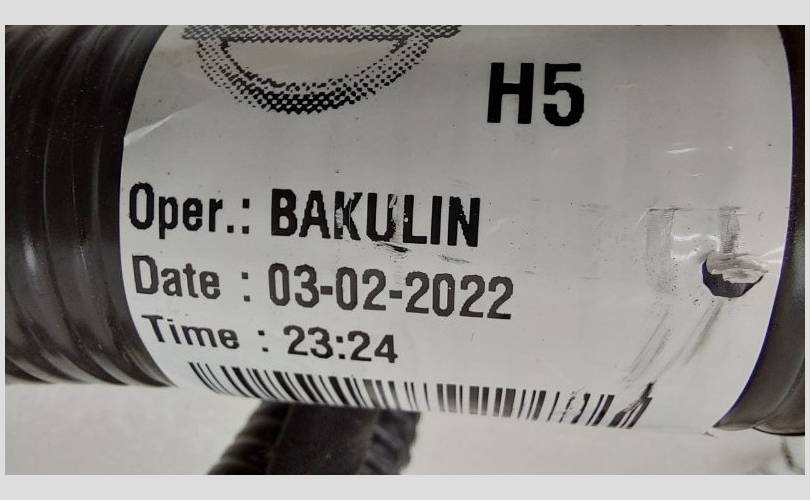 H5
Oper.: BAKULIN
Date : 03-02-2022
Time : 23:24